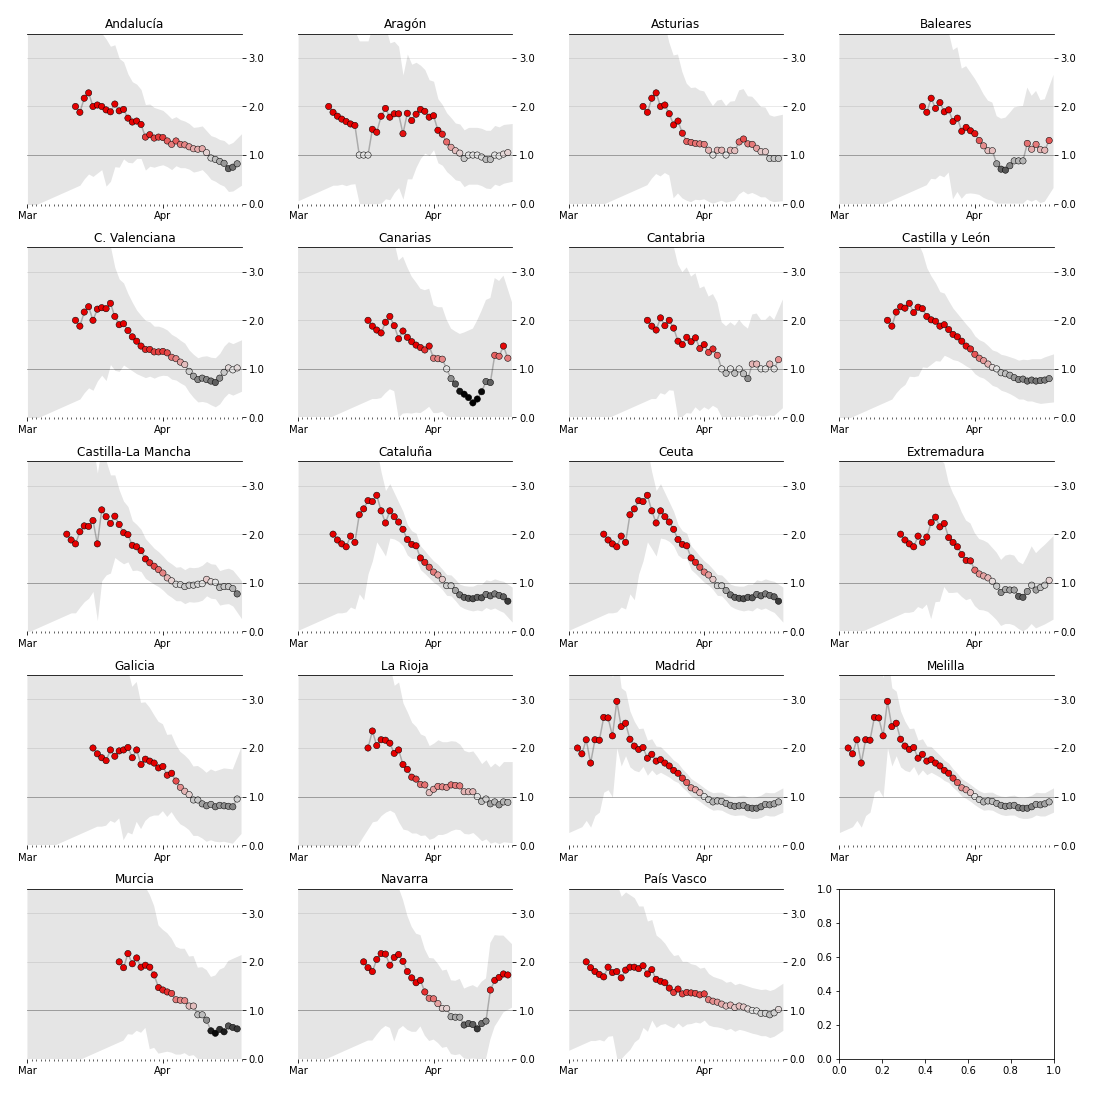 Andalucía
Aragón
Asturias
Baleares
3.0
2.0
1.0
0.0
Mar
Apr
3.0
2.0
1.0
0.0
Mar
Apr
3.0
2.0
1.0
0.0
Mar
Apr
3.0
2.0
1.0
0.0
Mar
Apr
C. Valenciana
Canarias
Cantabria
Castilla y León
3.0
2.0
1.0
0.0
Mar
Apr
3.0
2.0
1.0
0.0
Mar
Apr
3.0
2.0
1.0
0.0
Mar
Apr
3.0
2.0
1.0
0.0
Mar
Apr
Castilla-La Mancha
Cataluña
Ceuta
Extremadura
3.0
2.0
1.0
0.0
Mar
Apr
3.0
2.0
1.0
0.0
Mar
Apr
3.0
2.0
1.0
0.0
Mar
Apr
3.0
2.0
1.0
0.0
Mar
Apr
Galicia
La Rioja
Madrid
Melilla
3.0
2.0
1.0
0.0
Mar
Apr
3.0
2.0
1.0
0.0
Mar
Apr
3.0
2.0
1.0
0.0
Mar
Apr
3.0
2.0
1.0
0.0
Mar
Apr
Murcia
Navarra
País Vasco
3.0
2.0
1.0
0.0
Mar
Apr
3.0
2.0
1.0
0.0
Mar
Apr
3.0
2.0
1.0
0.0
Mar
Apr
1.0
0.8
0.6
0.4
0.2
0.0
0.0 0.2 0.4 0.6 0.8 1.0